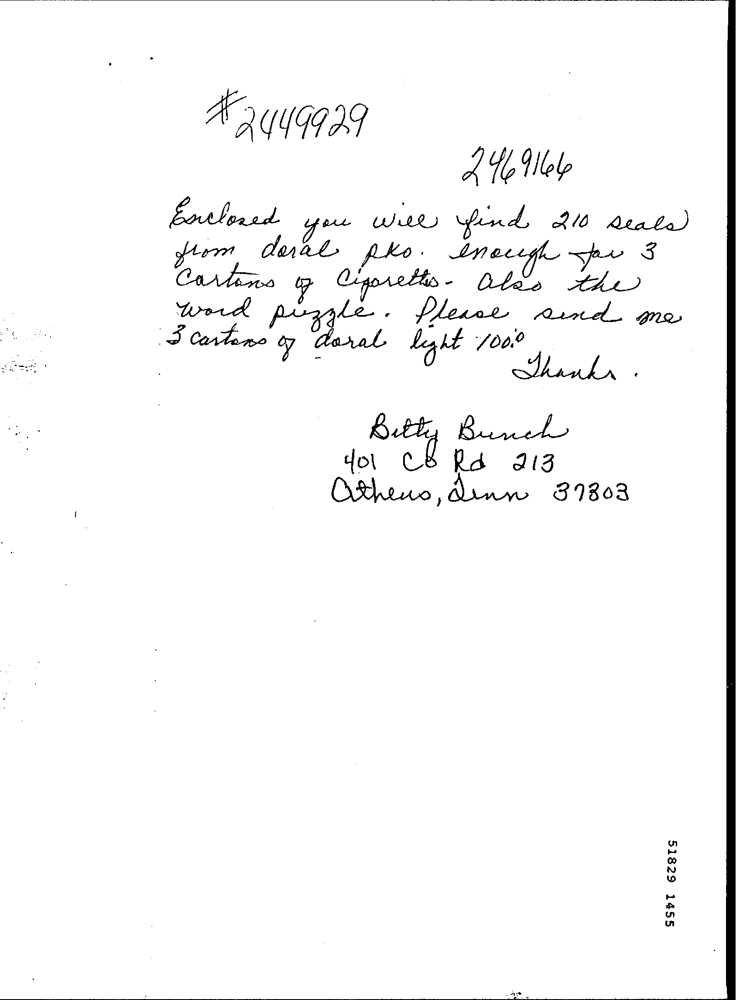 #2449929
2469166
Enclosed you will find 210 seals
from doral pks. enough for 3
Cartons of Cigaretts - also the
word puzzle. Please send me
3 cartons of doral light 100's
Thanks.
Betty Bunch
401 Co Rd 213
Athens, Tenn 37303
51829 1455